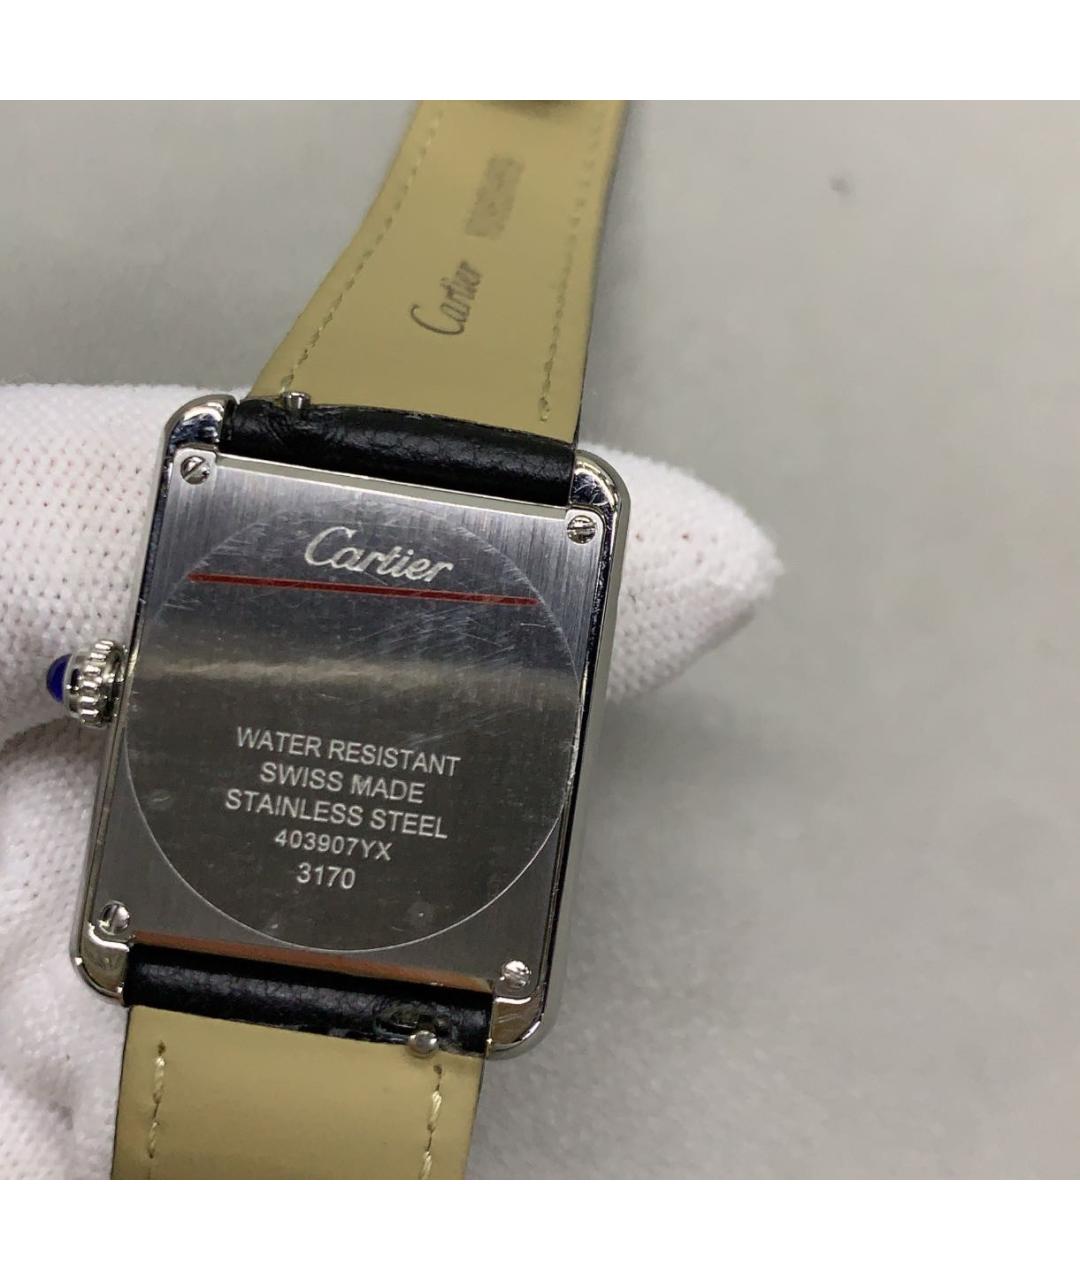 Cartier
Cartier
WATER RESISTANT
SWISS MADE
STAINLESS STEEL
403907YX
3170